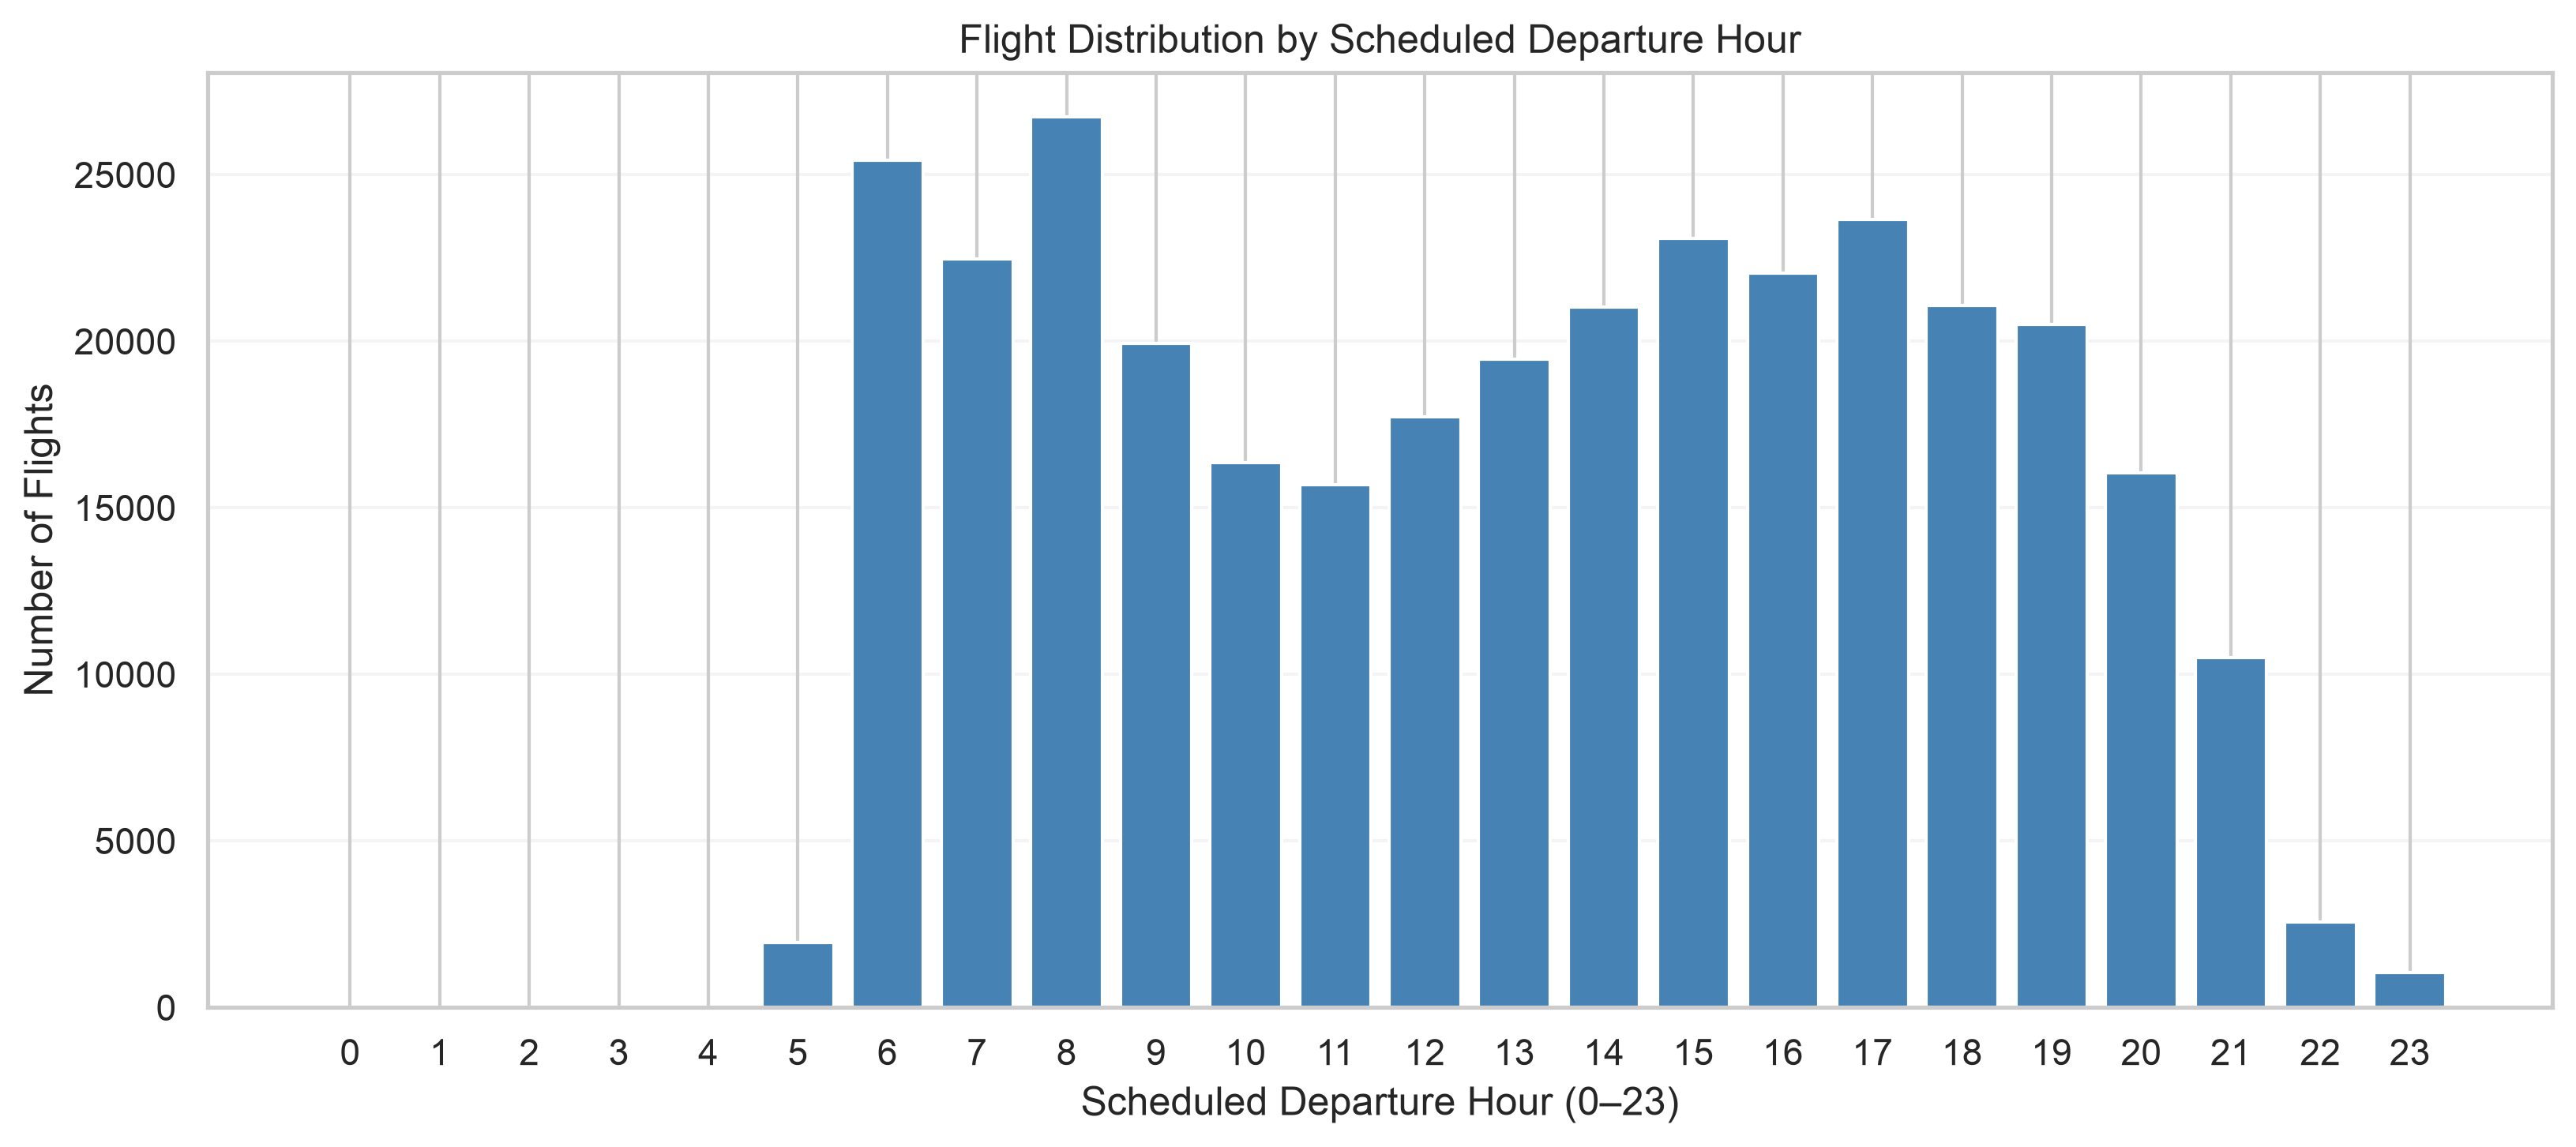 Flight Distribution by Scheduled Departure Hour
Number of Flights
25000
20000
15000
10000
5000
0
0 1 2 3 4 5 6 7 8 9 10 11 12 13 14 15 16 17 18 19 20 21 22 23
Scheduled Departure Hour (0–23)